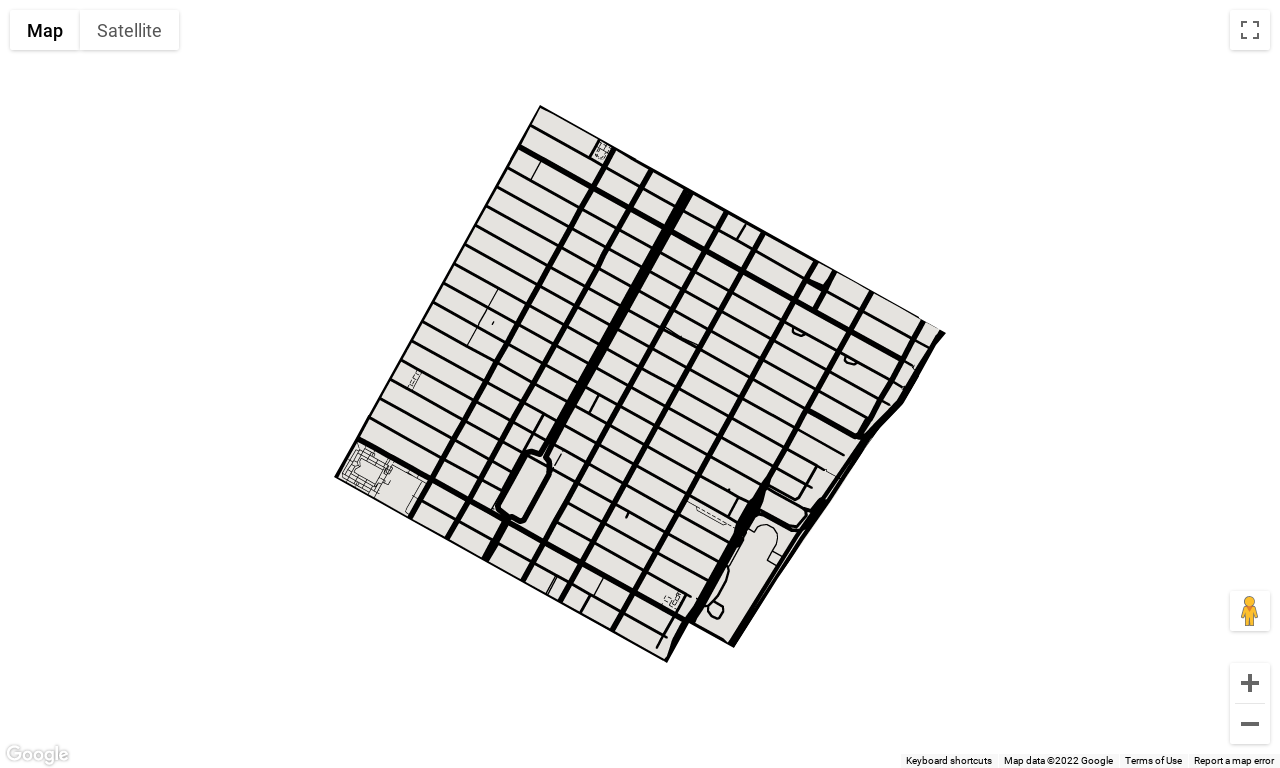 Map Satellite
Google
Keyboard shortcuts Map data ©2022 Google Terms of Use Report a map error